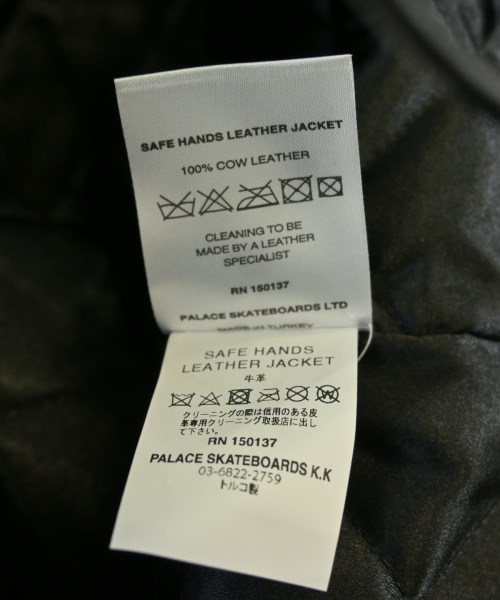 SAFE HANDS LEATHER JACKET
100% COW LEATHER
CLEANING TO BE
MADE BY A LEATHER
SPECIALIST
RN 150137
PALACE SKATEBOARDS LTD
MADE IN TURKEY
SAFE HANDS
LEATHER JACKET
牛革
W
クリーニングの際は信用のある皮
革専用クリーニング取扱店に出し
て下さい。
RN 150137
PALACE SKATEBOARDS K.K
03-6822-2759
トルコ製